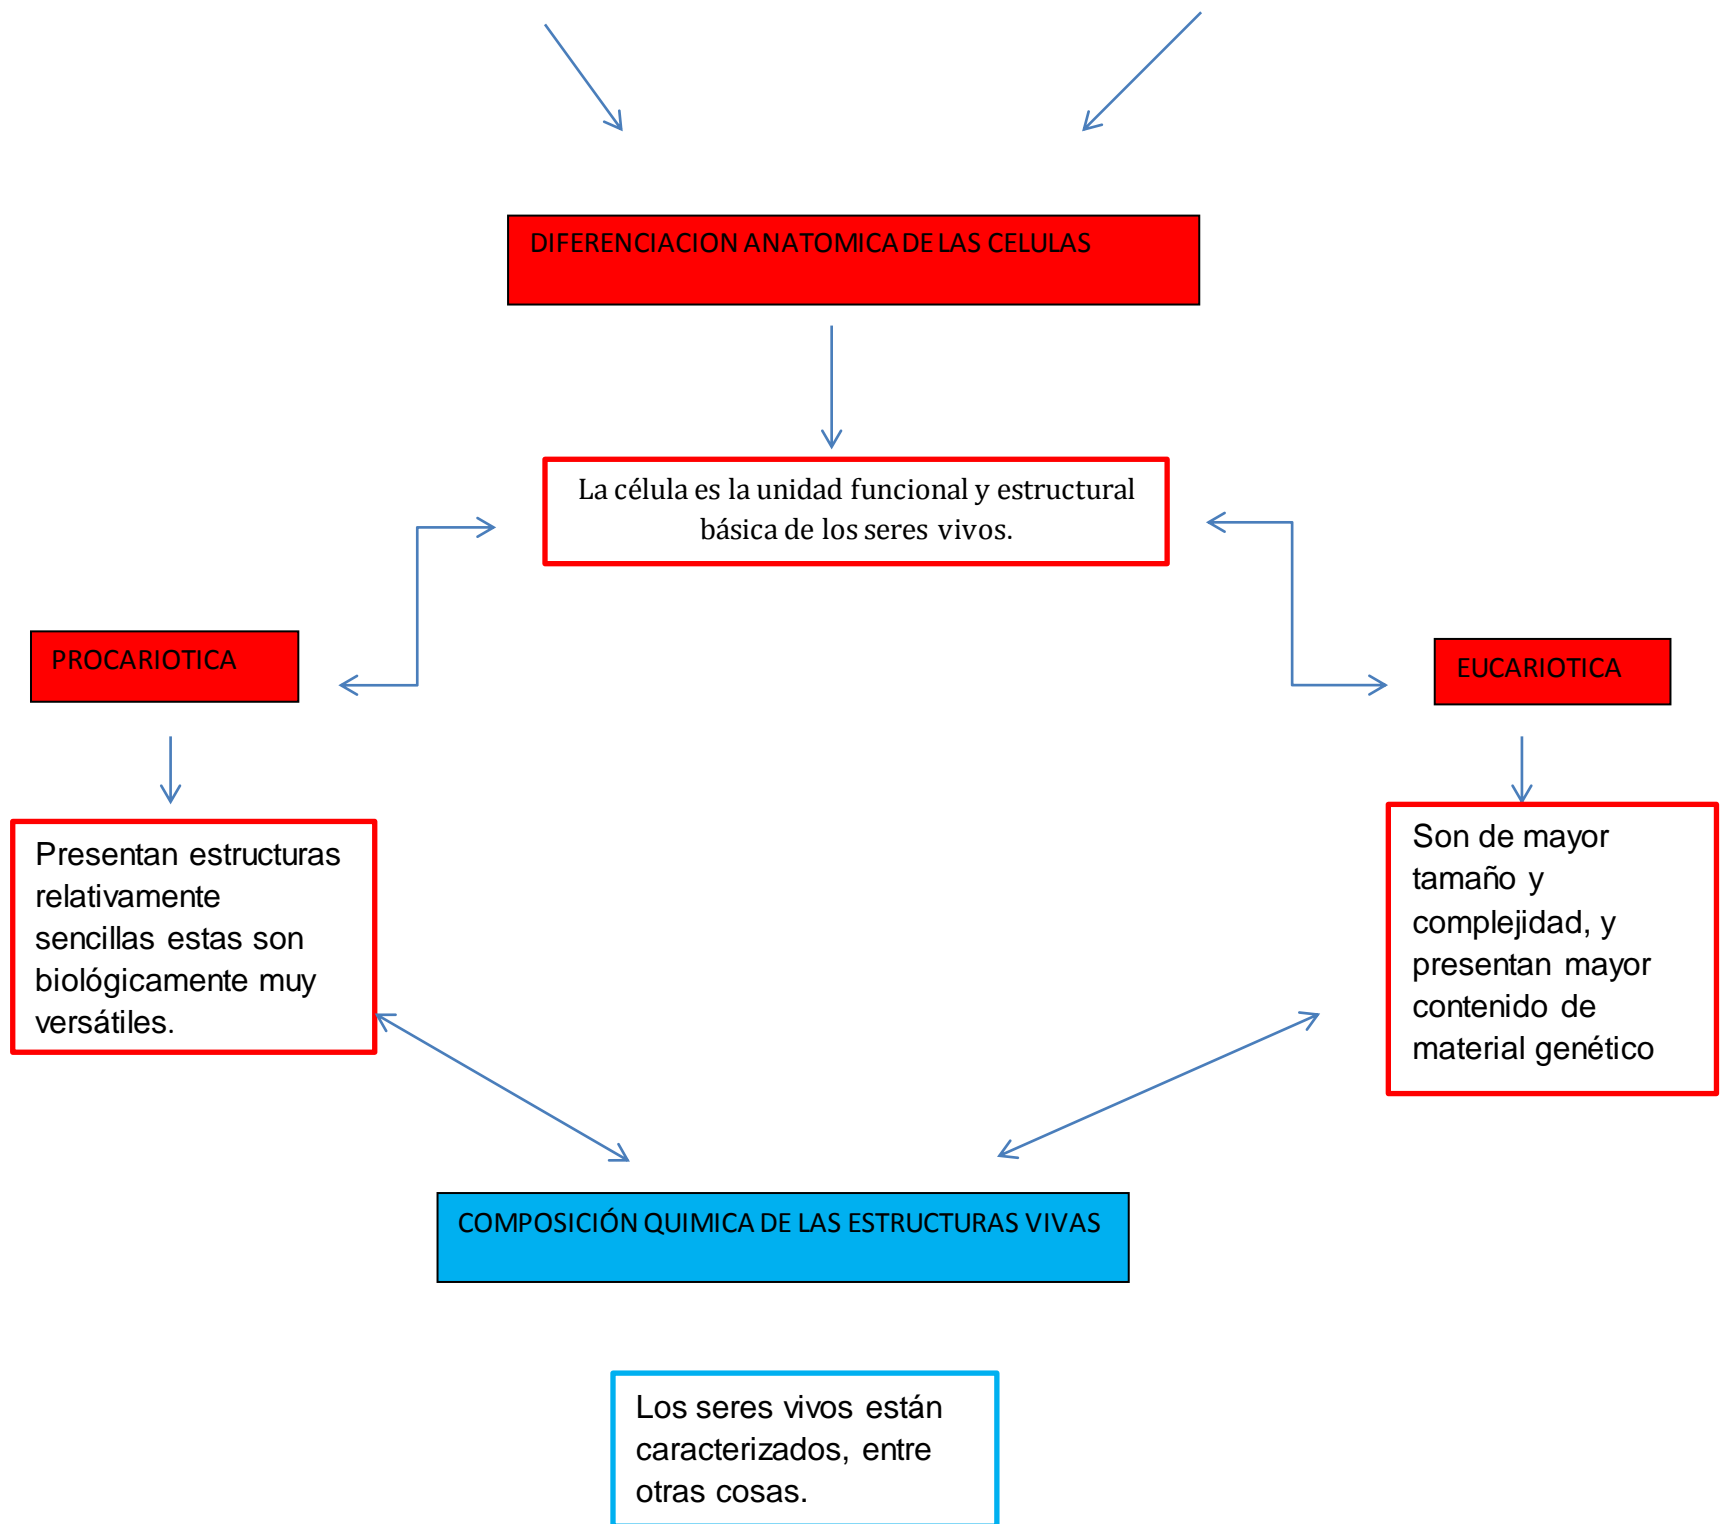 DIFERENCIACION ANATOMICA DE LAS CELULAS
La célula es la unidad funcional y estructural
básica de los seres vivos.
PROCARIOTICA
EUCARIOTICA
Presentan estructuras
relativamente
sencillas estas son
biológicamente muy
versátiles.
Son de mayor
tamaño y
complejidad, y
presentan mayor
contenido de
material genético
COMPOSICIÓN QUIMICA DE LAS ESTRUCTURAS VIVAS
Los seres vivos están
caracterizados, entre
otras cosas.